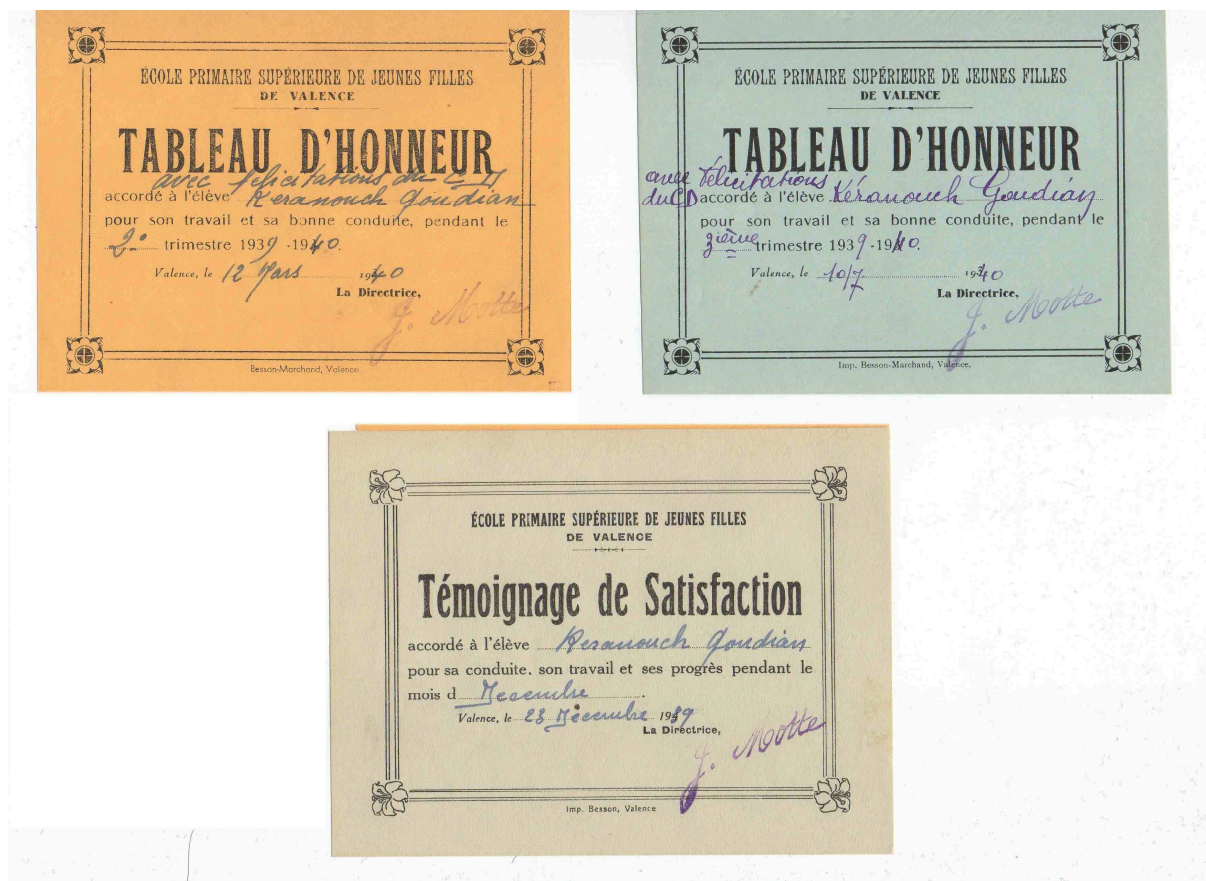 ÉCOLE PRIMAIRE SUPÉRIEURE DE JEUNES FILLES
DE VALENCE
TABLEAU D'HONNEUR
avec félicitations du C D
accordé à l'élève Keranouch Goudian
pour son travail et sa bonne conduite, pendant le
2e trimestre 1939-1940.
Valence, le 12 Mars 1940
La Directrice,
J. Motte
Besson-Marchand, Valence
ÉCOLE PRIMAIRE SUPÉRIEURE DE JEUNES FILLES
DE VALENCE
TABLEAU D'HONNEUR
avec Félicitations
du CD accordé à l'élève Kéranouch Goudian
pour son travail et sa bonne conduite, pendant le
3ième trimestre 1939-1940.
Valence, le 10/7 1940
La Directrice,
J. Motte
Imp. Besson-Marchand, Valence.
ÉCOLE PRIMAIRE SUPÉRIEURE DE JEUNES FILLES
DE VALENCE
Témoignage de Satisfaction
accordé à l'élève Keranouch Goudian
pour sa conduite, son travail et ses progrès pendant le
mois d Decembre.
Valence, le 23 Décembre 1939
La Directrice,
J. Motte
Imp. Besson, Valence